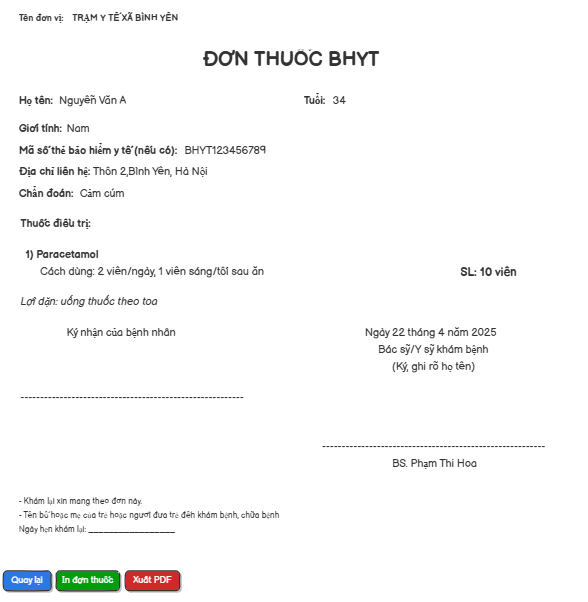 Tên đơn vị: TRẠM Y TẾ XÃ BÌNH YÊN
ĐƠN THUỐC BHYT
Họ tên: Nguyễn Văn A Tuổi: 34
Giới tính: Nam
Mã số thẻ bảo hiểm y tế (nếu có): BHYT123456789
Địa chỉ liên hệ: Thôn 2,Bình Yên, Hà Nội
Chẩn đoán: Cảm cúm
Thuốc điều trị:
1) Paracetamol
Cách dùng: 2 viên/ngày, 1 viên sáng/tối sau ăn SL: 10 viên
Lời dặn: uống thuốc theo toa
Ký nhận của bệnh nhân Ngày 22 tháng 4 năm 2025
Bác sỹ/Y sỹ khám bệnh
(Ký, ghi rõ họ tên)
BS. Phạm Thi Hoa
- Khám lại xin mang theo đơn này.
- Tên bố hoặc mẹ của trẻ hoặc người đưa trẻ đến khám bệnh, chữa bệnh
Ngày hẹn khám lại: _________________
Quay lại In đơn thuốc Xuất PDF